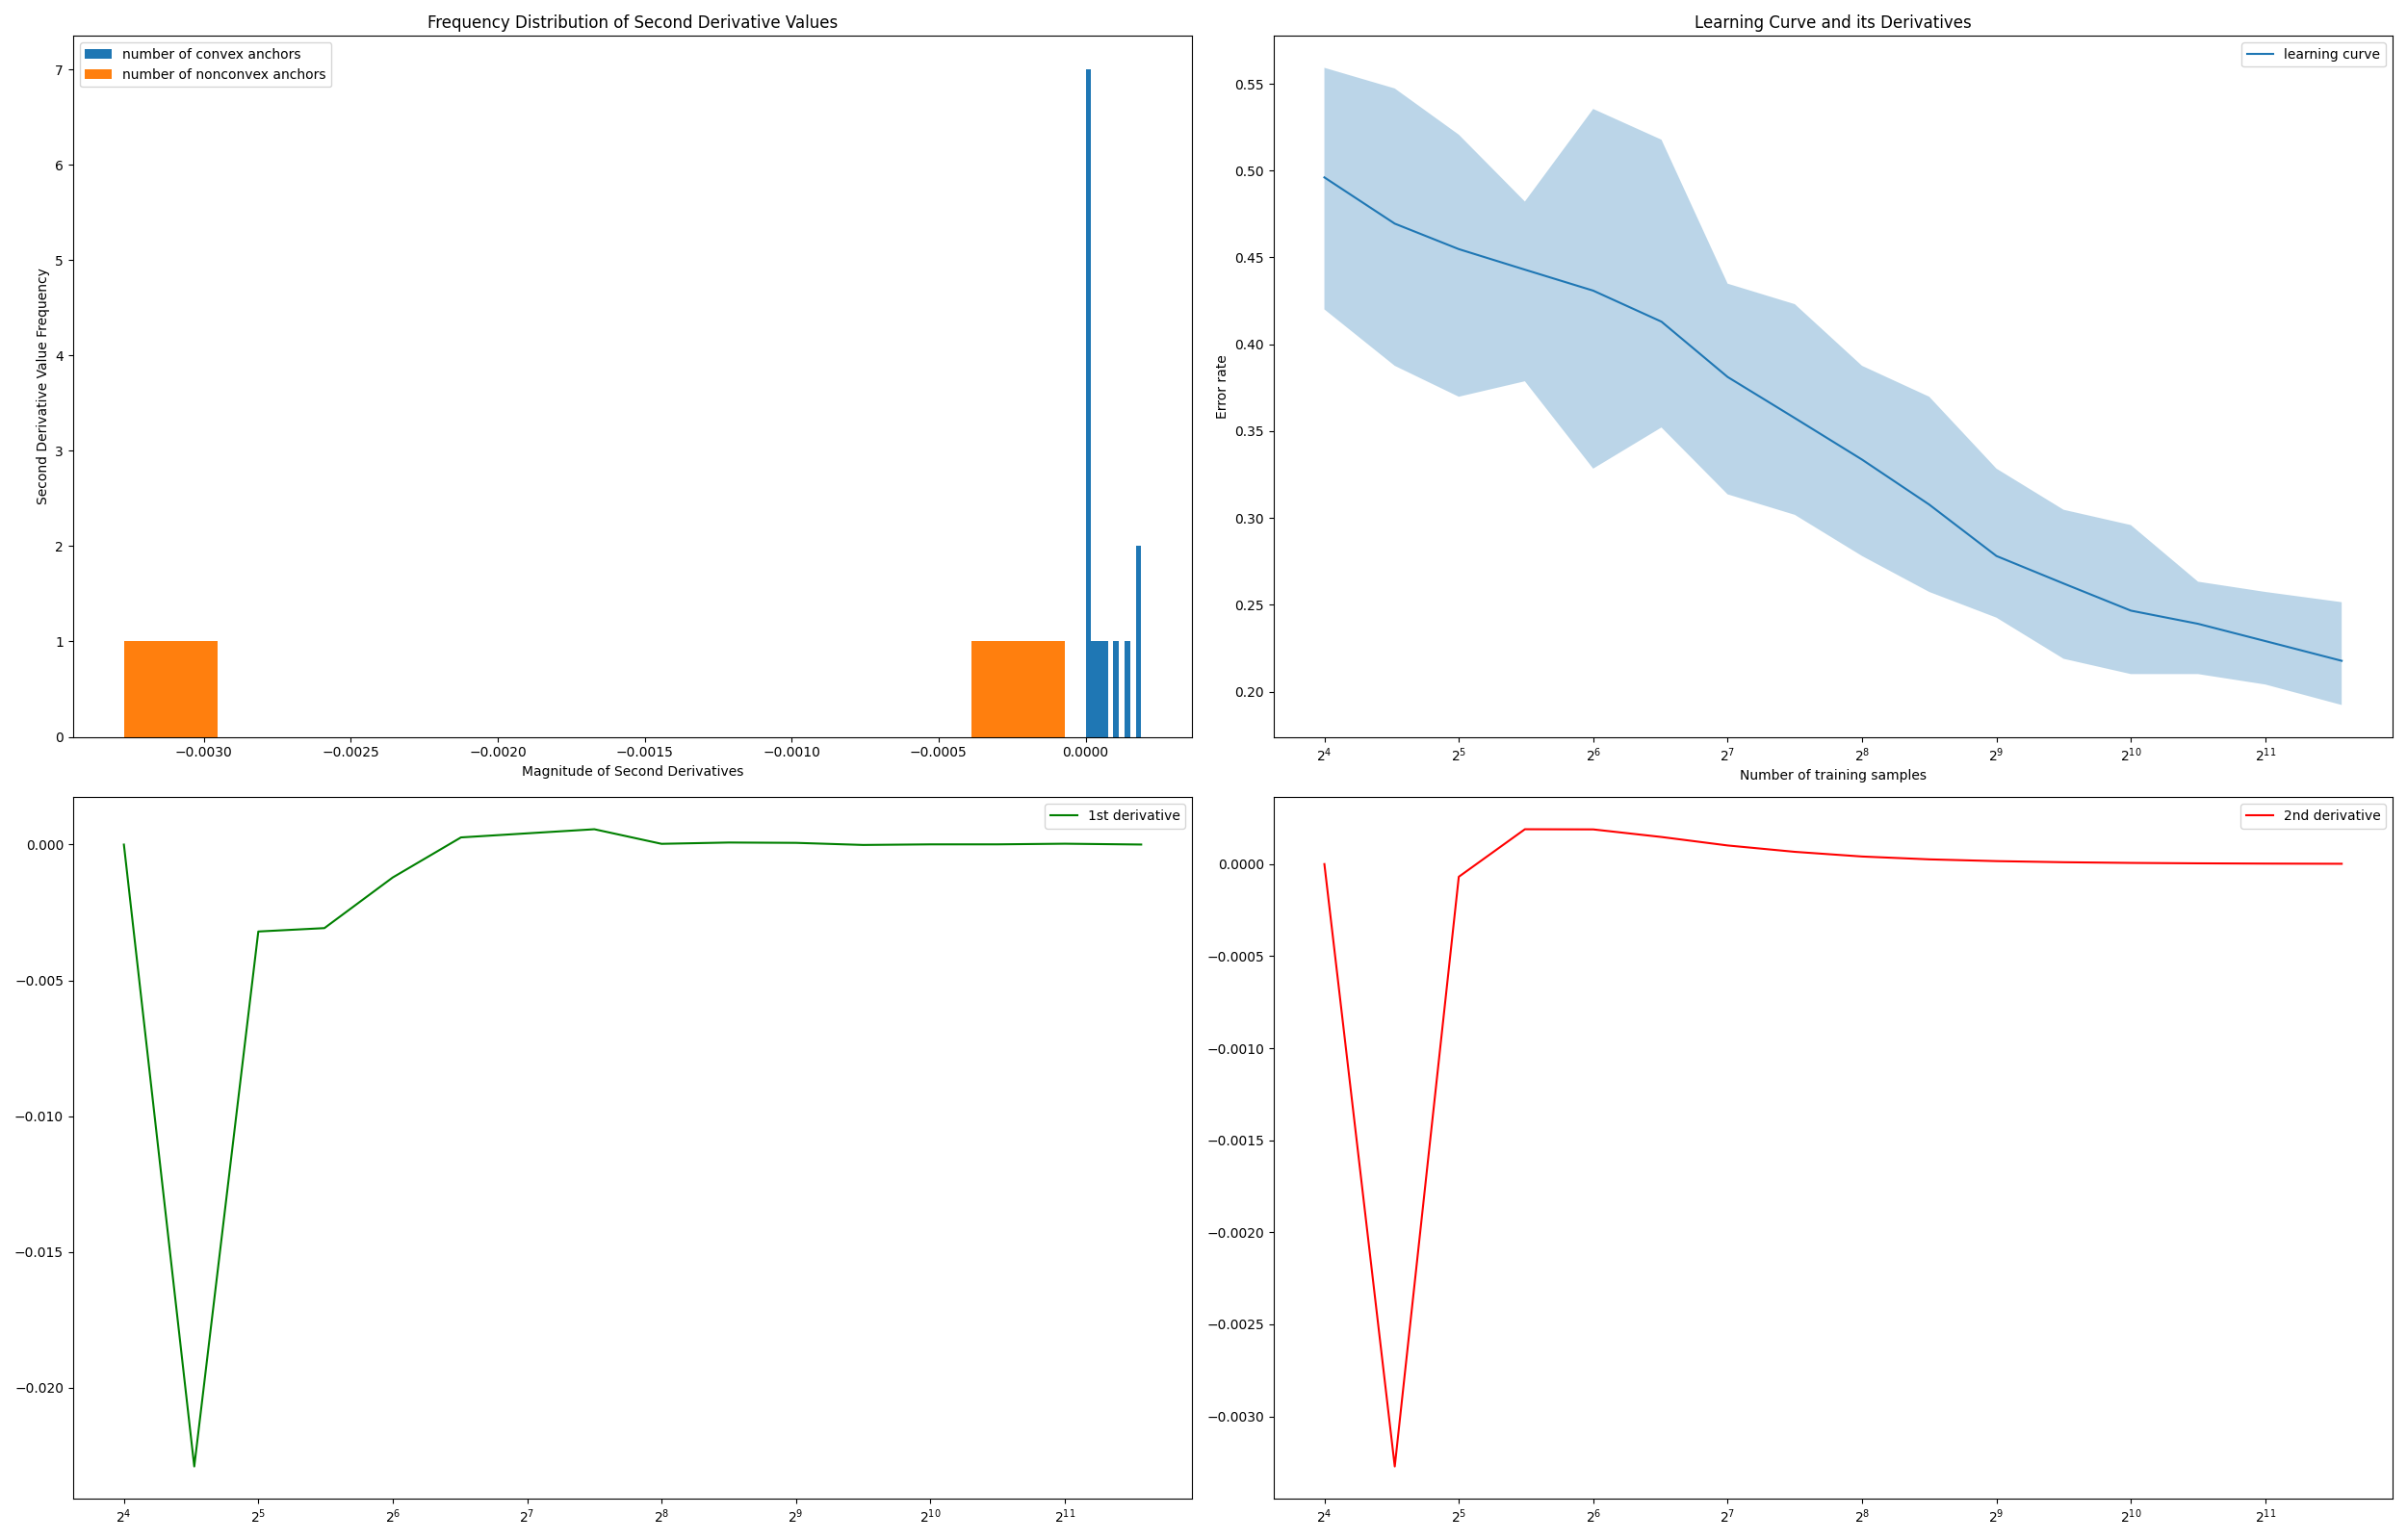 Frequency Distribution of Second Derivative Values
number of convex anchors
number of nonconvex anchors
7
6
5
4
3
2
1
0
Second Derivative Value Frequency
−0.0030 −0.0025 −0.0020 −0.0015 −0.0010 −0.0005 0.0000
Magnitude of Second Derivatives
Learning Curve and its Derivatives
learning curve
0.55
0.50
0.45
0.40
0.35
0.30
0.25
0.20
Error rate
2⁴ 2⁵ 2⁶ 2⁷ 2⁸ 2⁹ 2¹⁰ 2¹¹
Number of training samples
1st derivative
0.000
−0.005
−0.010
−0.015
−0.020
2⁴ 2⁵ 2⁶ 2⁷ 2⁸ 2⁹ 2¹⁰ 2¹¹
2nd derivative
0.0000
−0.0005
−0.0010
−0.0015
−0.0020
−0.0025
−0.0030
2⁴ 2⁵ 2⁶ 2⁷ 2⁸ 2⁹ 2¹⁰ 2¹¹